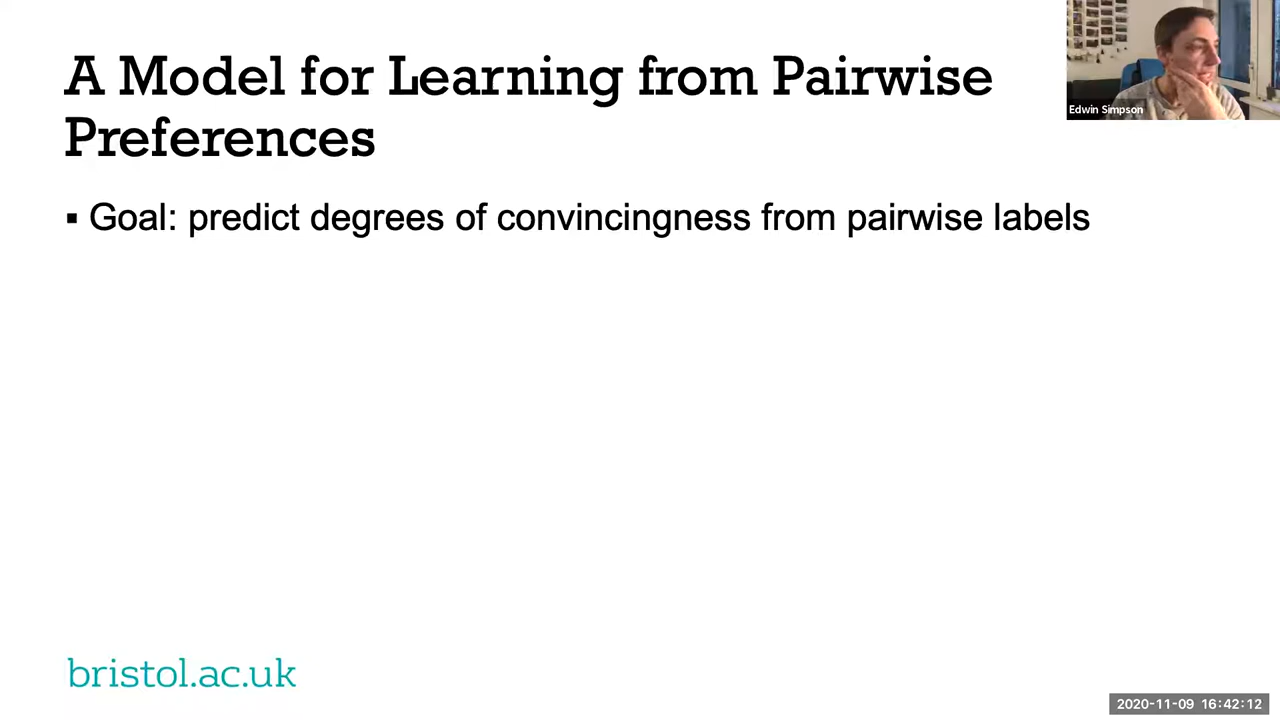 A Model for Learning from Pairwise
Preferences
Edwin Simpson
▪ Goal: predict degrees of convincingness from pairwise labels
bristol.ac.uk
2020-11-09 16:42:12